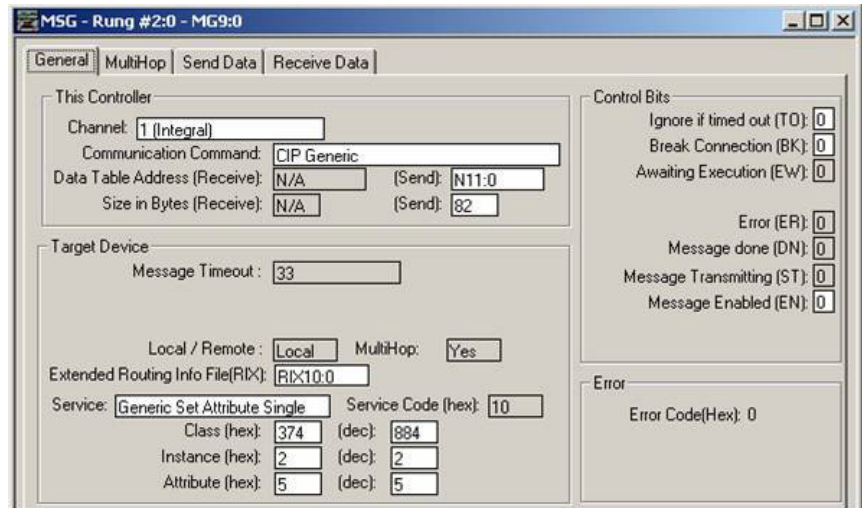 MSG - Rung #2:0 - MG9:0
General MultiHop Send Data Receive Data
This Controller
Channel: 1 (Integral)
Communication Command: CIP Generic
Data Table Address (Receive): N/A (Send): N11:0
Size in Bytes (Receive): N/A (Send): 82
Target Device
Message Timeout : 33
Local / Remote : Local MultiHop: Yes
Extended Routing Info File(RIX): RIX10:0
Service: Generic Set Attribute Single Service Code (hex): 10
Class (hex): 374 (dec): 884
Instance (hex): 2 (dec): 2
Attribute (hex): 5 (dec): 5
Control Bits
Ignore if timed out (TO): 0
Break Connection (BK): 0
Awaiting Execution (EW): 0
Error (ER): 0
Message done (DN): 0
Message Transmitting (ST): 0
Message Enabled (EN): 0
Error
Error Code(Hex): 0